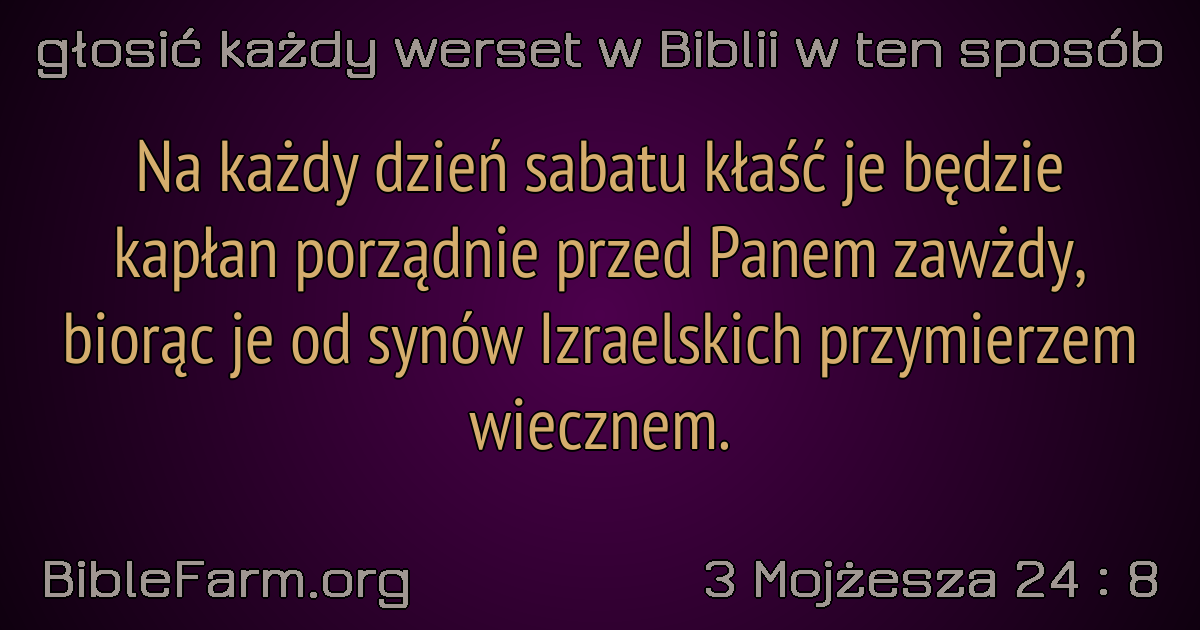 głosić każdy werset w Biblii w ten sposób
Na każdy dzień sabatu kłaść je będzie
kapłan porządnie przed Panem zawżdy,
biorąc je od synów Izraelskich przymierzem
wiecznem.
BibleFarm.org
3 Mojżesza 24 : 8